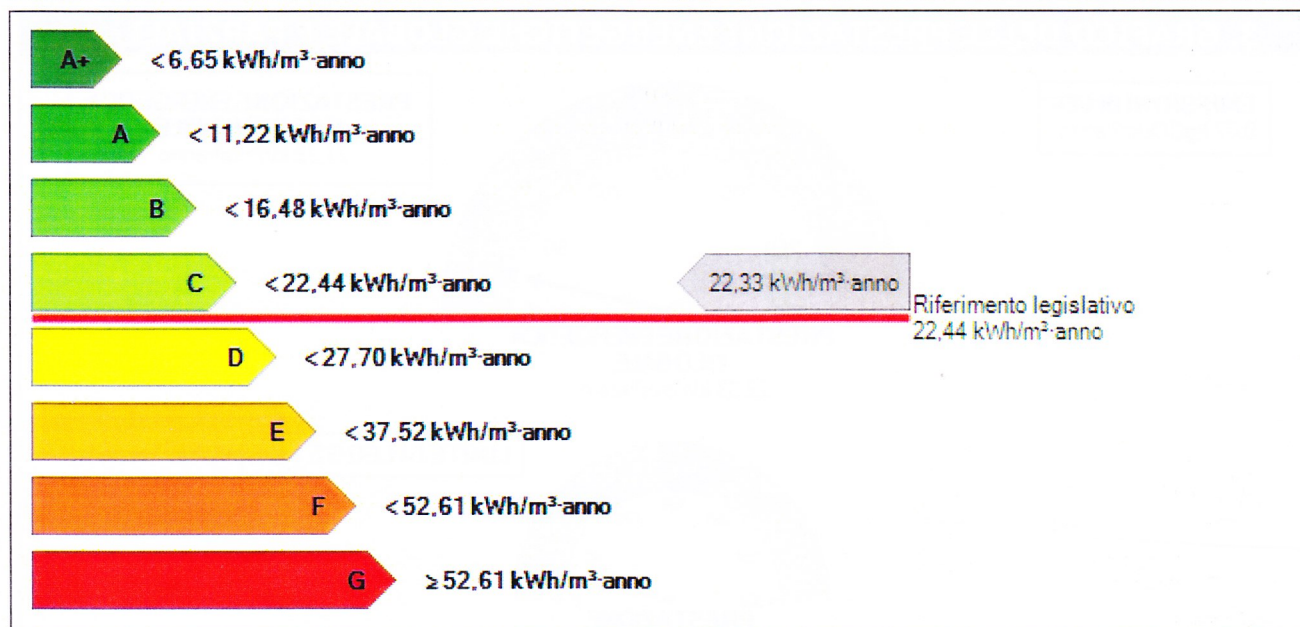 A+ <6,65 kWh/m³·anno
A <11,22 kWh/m³·anno
B <16,48 kWh/m³·anno
C <22,44 kWh/m³·anno 22,33 kWh/m³·anno
Riferimento legislativo
22,44 kWh/m³·anno
D <27,70 kWh/m³·anno
E <37,52 kWh/m³·anno
F <52,61 kWh/m³·anno
G ≥52,61 kWh/m³·anno